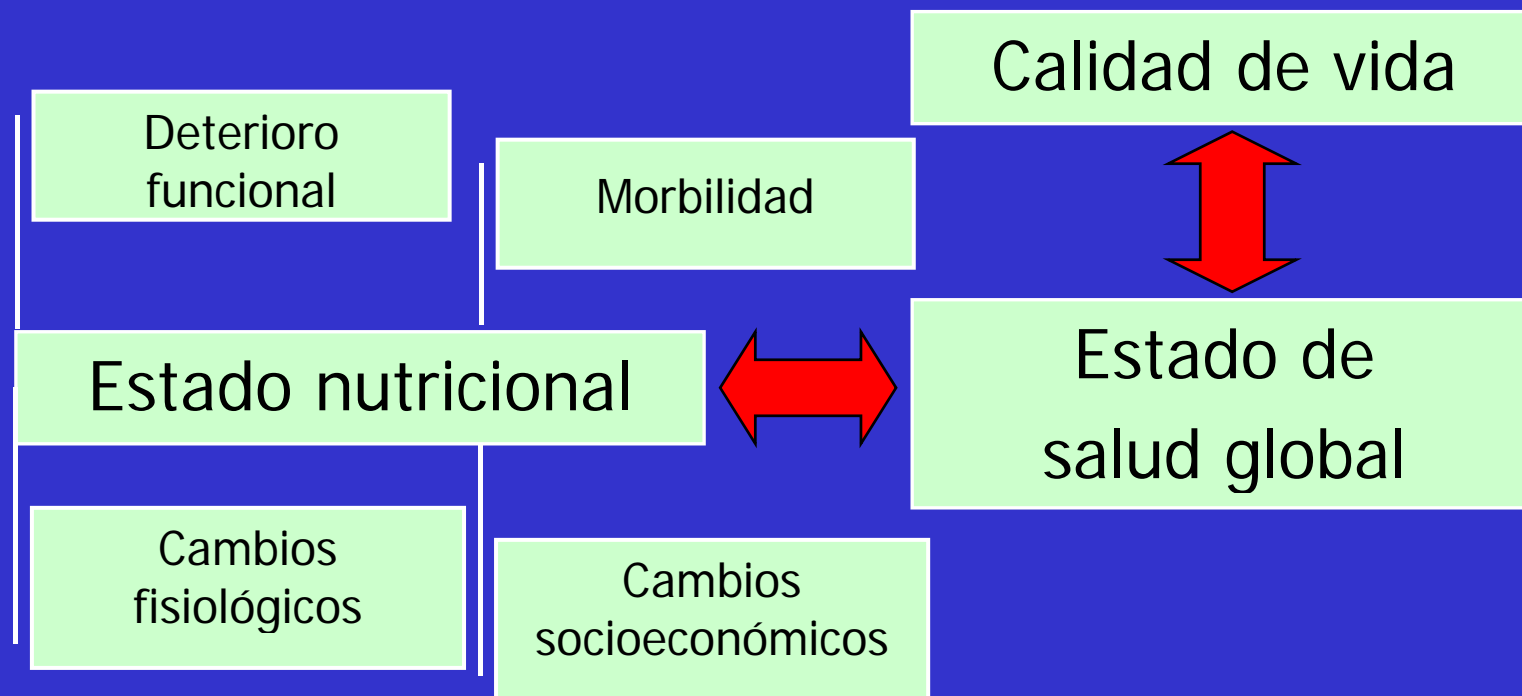 Calidad de vida
Deterioro
funcional
Morbilidad
Estado nutricional
Estado de
salud global
Cambios
fisiológicos
Cambios
socioeconómicos